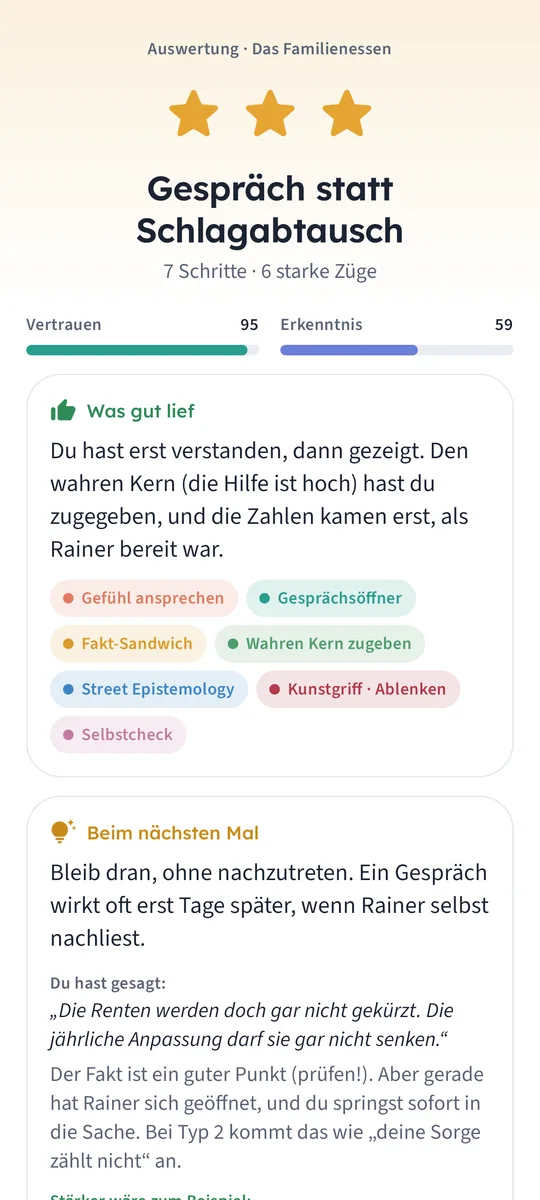 Auswertung · Das Familienessen
Gespräch statt
Schlagabtausch
7 Schritte · 6 starke Züge
Vertrauen 95
Erkenntnis 59
Was gut lief
Du hast erst verstanden, dann gezeigt. Den
wahren Kern (die Hilfe ist hoch) hast du
zugegeben, und die Zahlen kamen erst, als
Rainer bereit war.
Gefühl ansprechen
Gesprächsöffner
Fakt-Sandwich
Wahren Kern zugeben
Street Epistemology
Kunstgriff · Ablenken
Selbstcheck
Beim nächsten Mal
Bleib dran, ohne nachzutreten. Ein Gespräch
wirkt oft erst Tage später, wenn Rainer selbst
nachliest.
Du hast gesagt:
„Die Renten werden doch gar nicht gekürzt. Die
jährliche Anpassung darf sie gar nicht senken.“
Der Fakt ist ein guter Punkt (prüfen!). Aber gerade
hat Rainer sich geöffnet, und du springst sofort in
die Sache. Bei Typ 2 kommt das wie „deine Sorge
zählt nicht“ an.
Stärker wäre zum Beispiel: